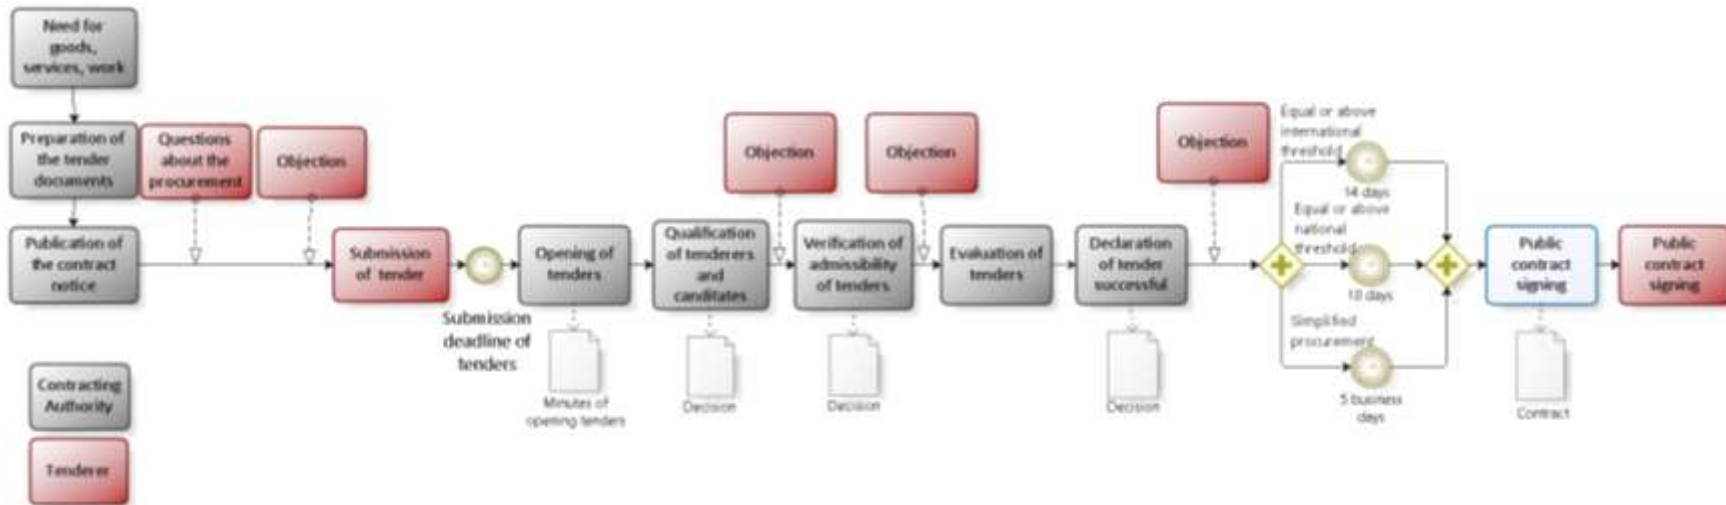 Need for
goods,
services, work
Preparation of
the tender
documents
Questions
about the
procurement
Objection
Publication of
the contract
notice
Submission
of tender
Submission
deadline of
tenders
Opening of
tenders
Minutes of
opening tenders
Qualification
of tenderers
and
canditates
Decision
Objection
Verification of
admissibility
of tenders
Decision
Objection
Evaluation of
tenders
Declaration
of tender
successful
Decision
Objection
Equal or above
international
threshold
14 days
Equal or above
national
threshold
10 days
Simplified
procurement
5 business
days
Public
contract
signing
Contract
Public
contract
signing
Contracting
Authority
Tenderer